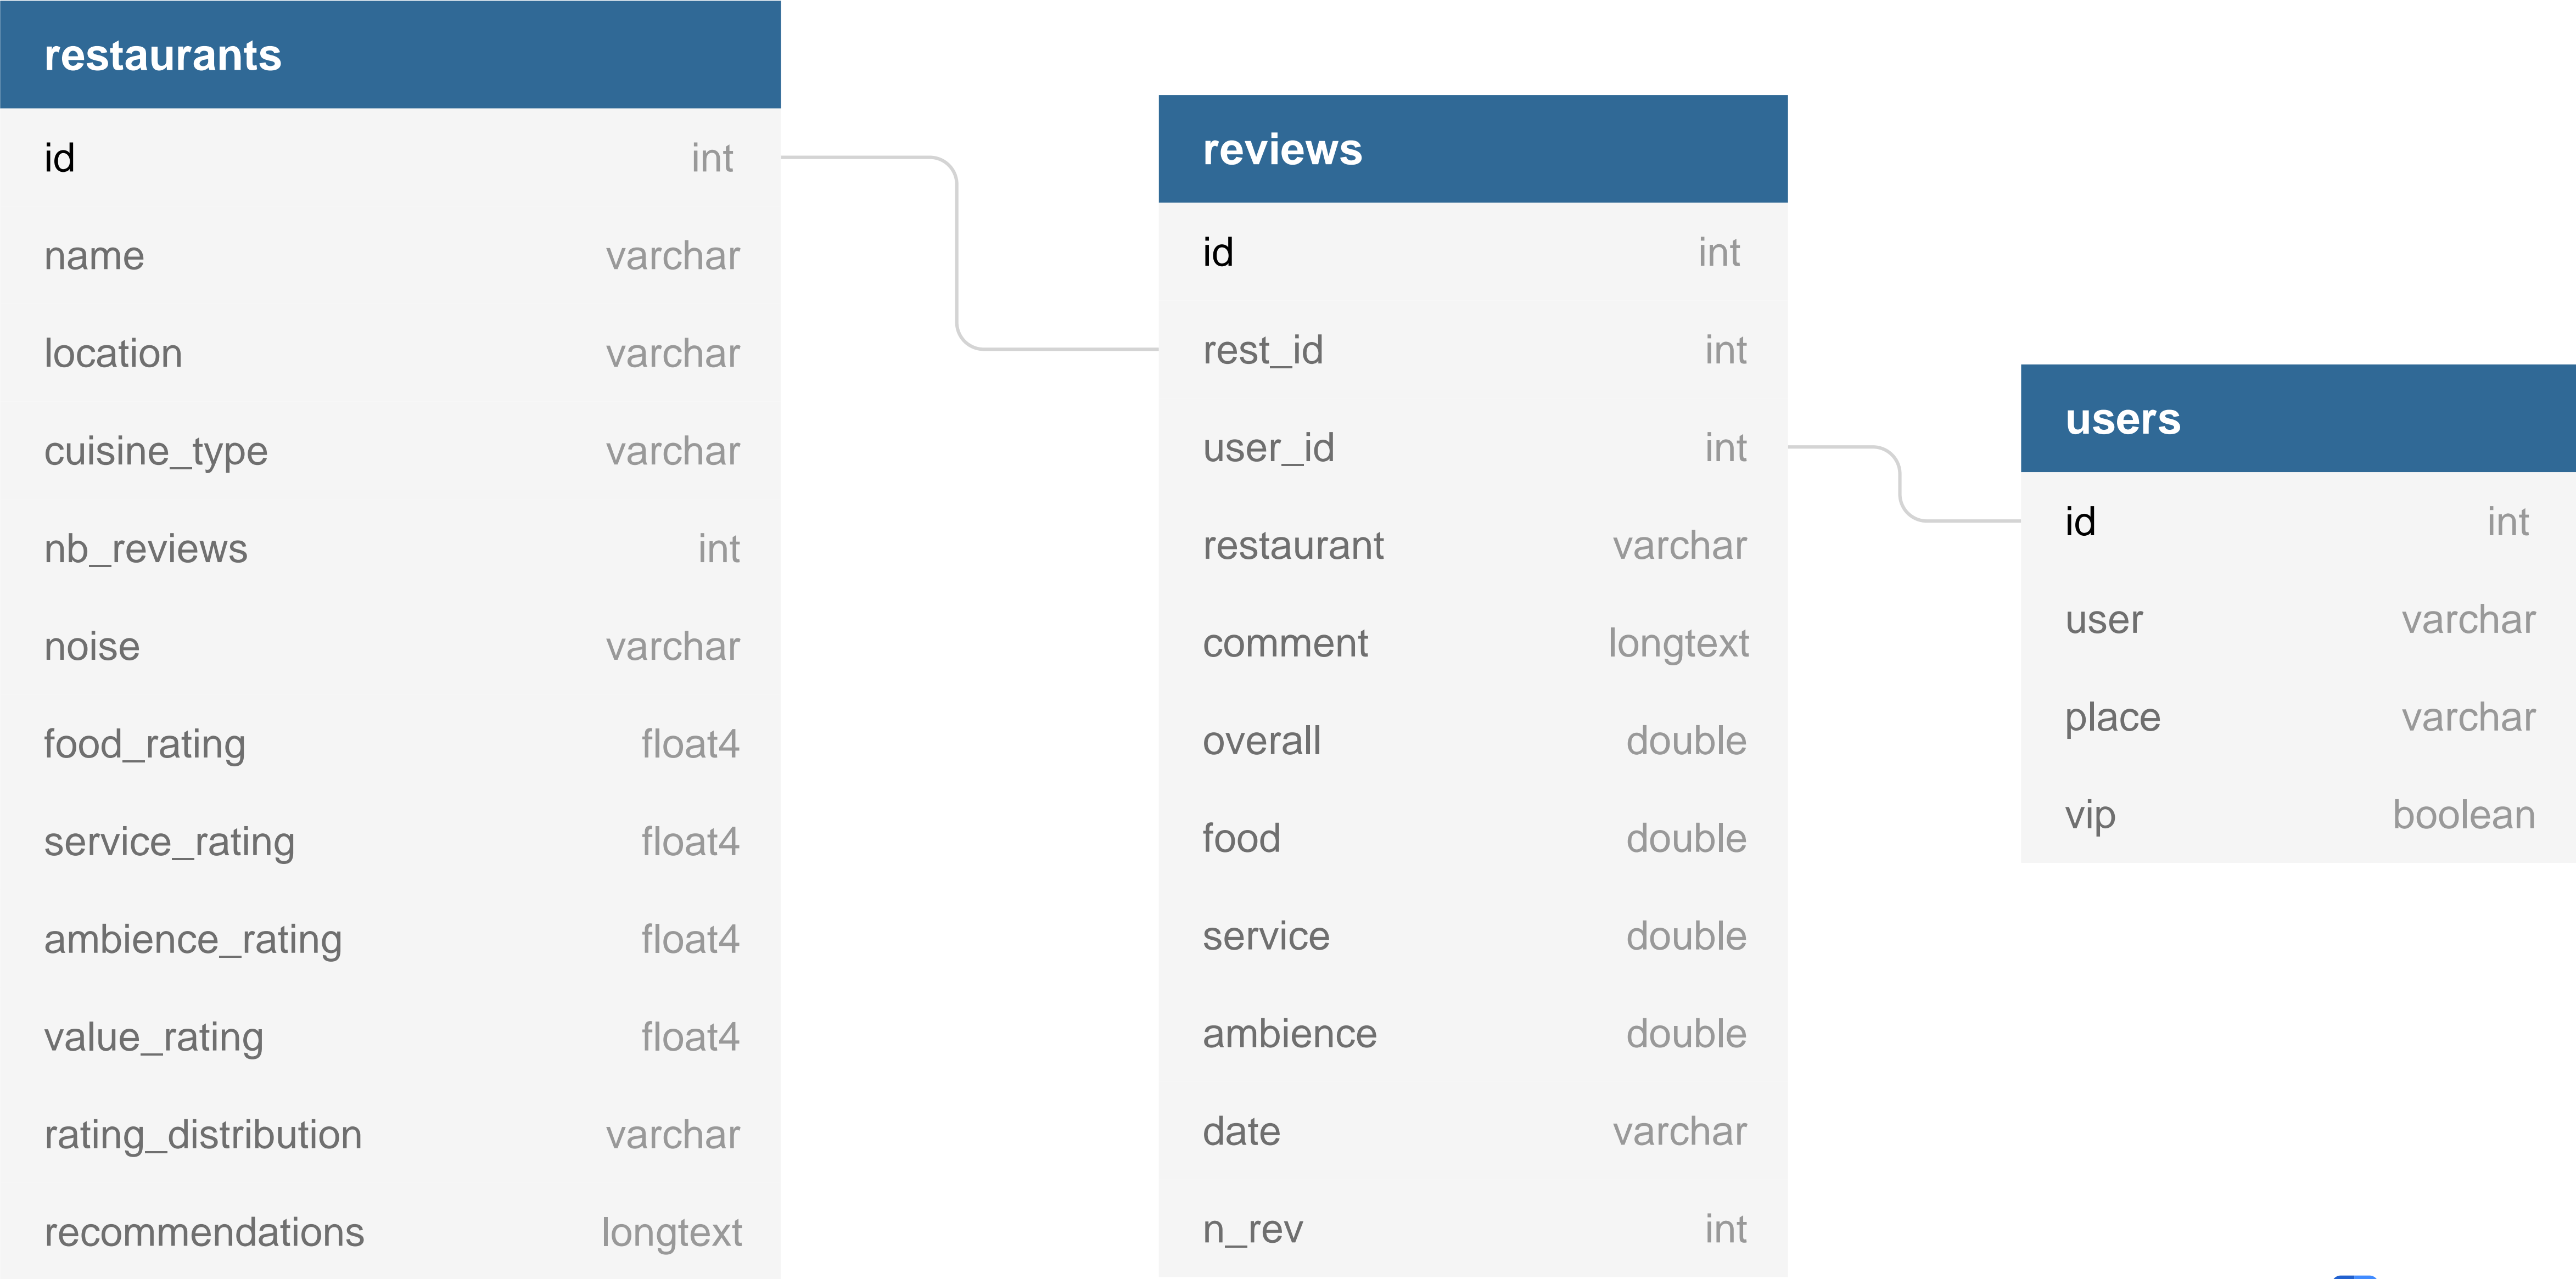 restaurants
id int
name varchar
location varchar
cuisine_type varchar
nb_reviews int
noise varchar
food_rating float4
service_rating float4
ambience_rating float4
value_rating float4
rating_distribution varchar
recommendations longtext
reviews
id int
rest_id int
user_id int
restaurant varchar
comment longtext
overall double
food double
service double
ambience double
date varchar
n_rev int
users
id int
user varchar
place varchar
vip boolean